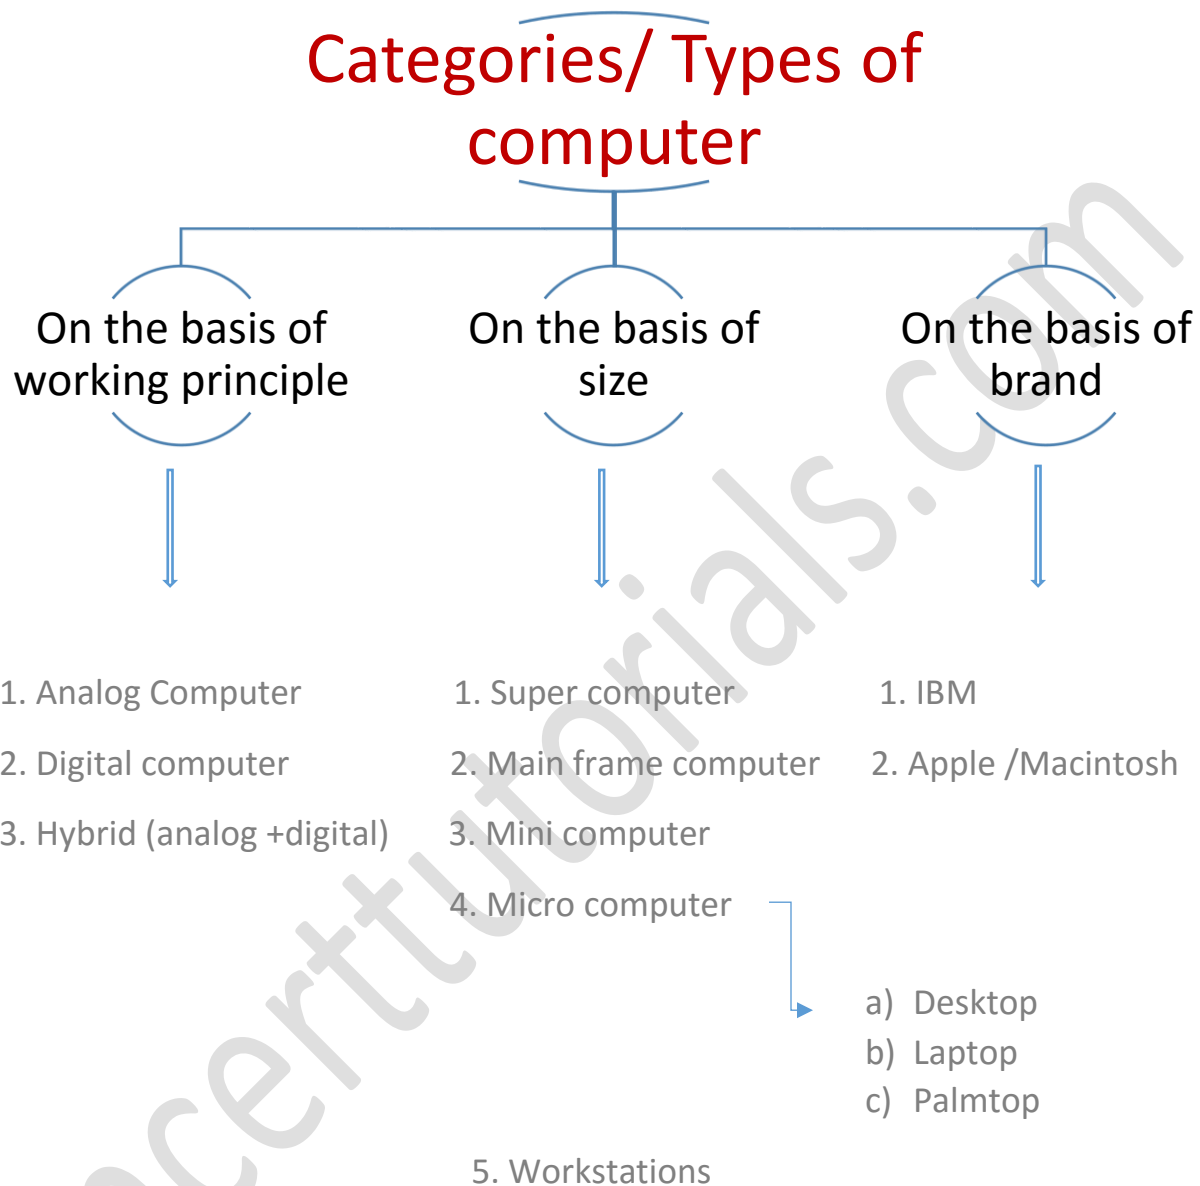 Categories/ Types of
computer
On the basis of
working principle
On the basis of
size
On the basis of
brand
1. Analog Computer
2. Digital computer
3. Hybrid (analog +digital)
1. Super computer
2. Main frame computer
3. Mini computer
4. Micro computer
a) Desktop
b) Laptop
c) Palmtop
5. Workstations
1. IBM
2. Apple /Macintosh
ncerttutorials.com